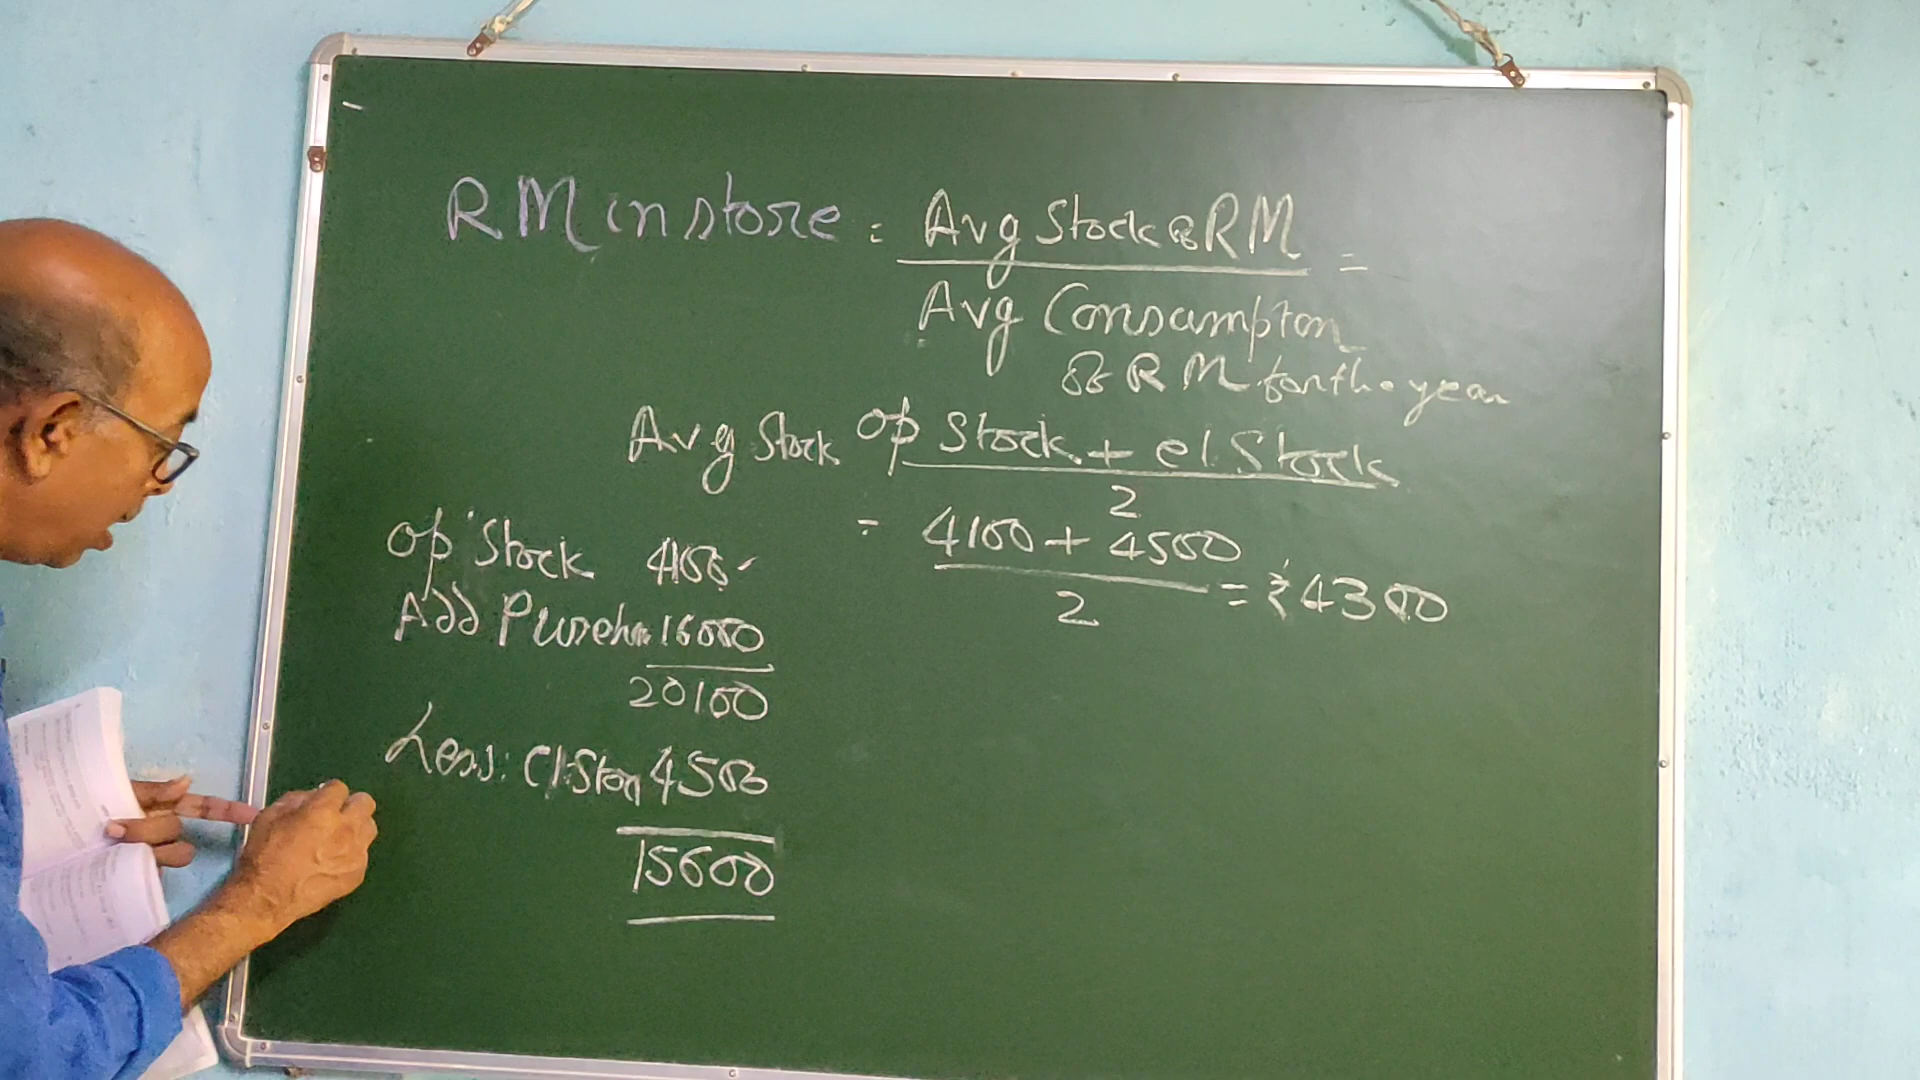 RM in store = Avg Stock of RM =
Avg Consumption
of RM for the year
Avg Stock op Stock + cl. Stock
2
= 4100 + 4500
2
= ₹4300
op Stock 4100
Add Purchase 16000
20100
Less: Cl Stock 4500
15600